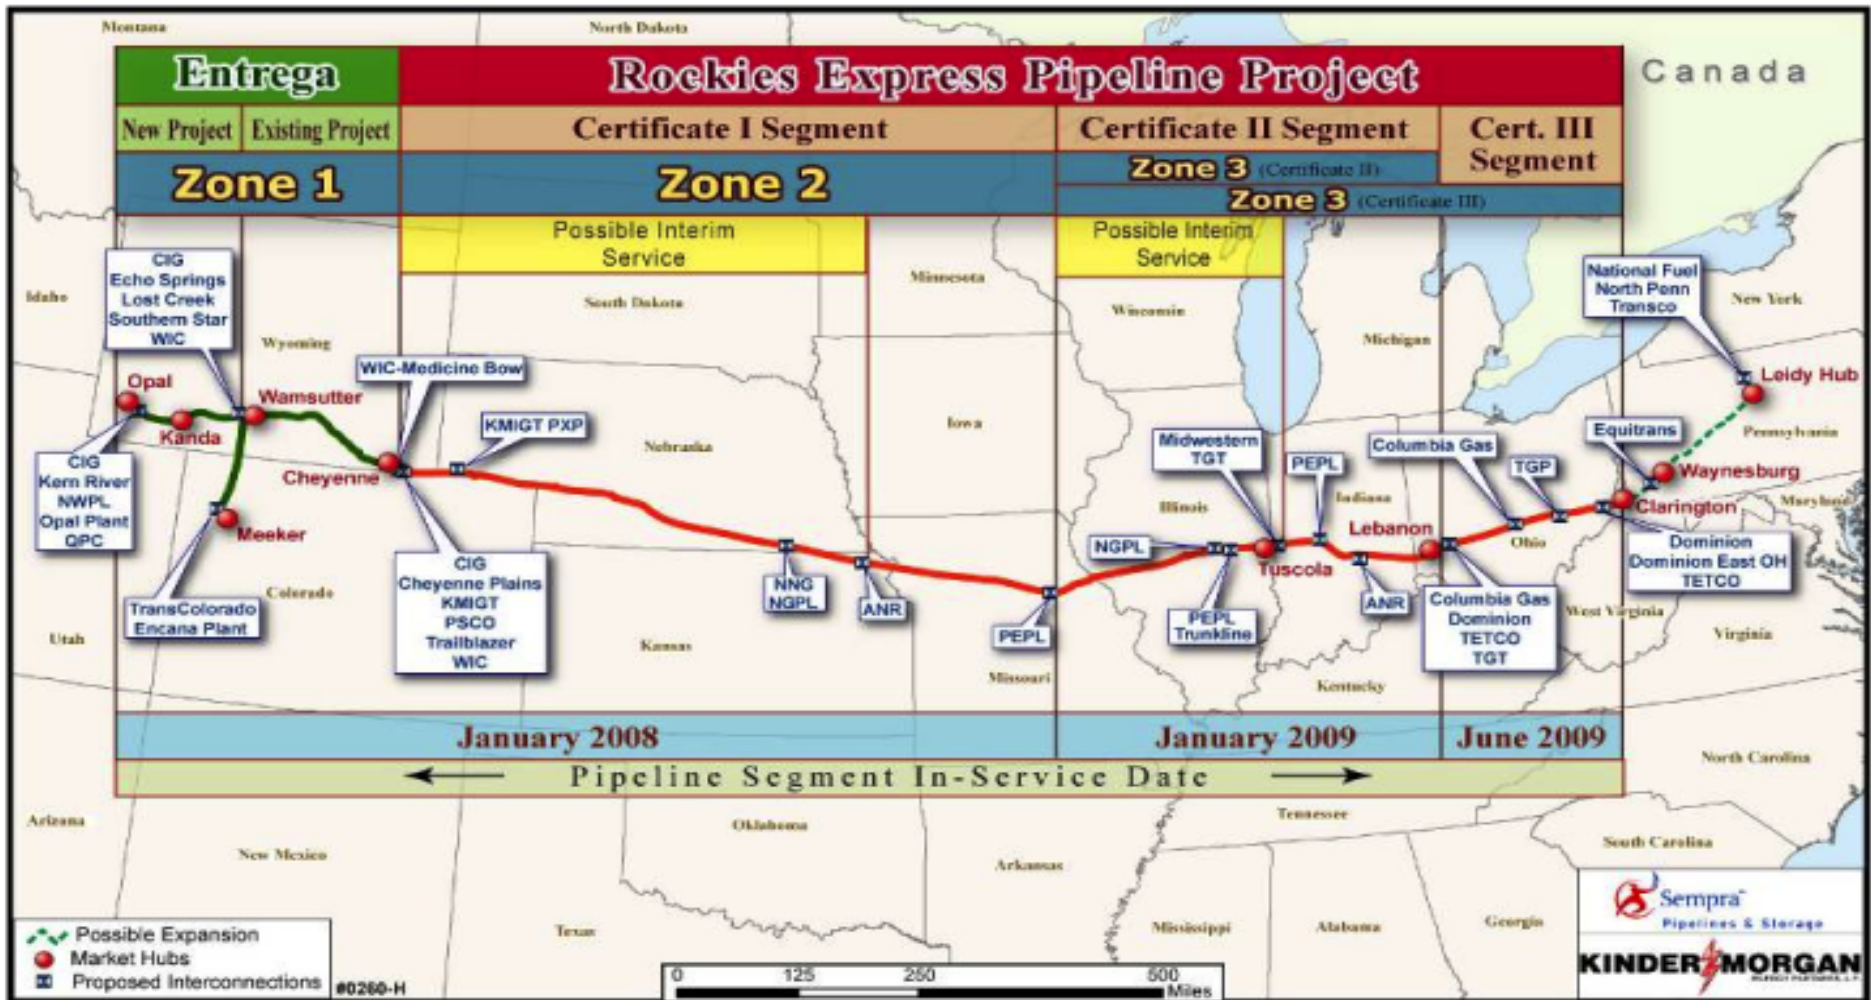 Montana
North Dakota
Canada
Entrega
Rockies Express Pipeline Project
New Project
Existing Project
Certificate I Segment
Certificate II Segment
Cert. III
Segment
Zone 1
Zone 2
Zone 3 (Certificate II)
Zone 3 (Certificate III)
Possible Interim
Service
Possible Interim
Service
CIG
Echo Springs
Lost Creek
Southern Star
WIC
Idaho
Wyoming
South Dakota
Minnesota
Wisconsin
Michigan
National Fuel
North Penn
Transco
New York
Opal
Kanda
Wamsutter
WIC-Medicine Bow
KMIGT PXP
Nebraska
Iowa
Cheyenne
CIG
Kern River
NWPL
Opal Plant
QPC
Meeker
TransColorado
Encana Plant
Colorado
Utah
CIG
Cheyenne Plains
KMIGT
PSCO
Trailblazer
WIC
Kansas
NNG
NGPL
ANR
PEPL
Missouri
NGPL
Illinois
Midwestern
TGT
PEPL
Trunkline
Tuscola
PEPL
Indiana
ANR
Lebanon
Columbia Gas
TGP
Ohio
Columbia Gas
Dominion
TETCO
TGT
Kentucky
Equitrans
Leidy Hub
Pennsylvania
Waynesburg
Maryland
Clarington
Dominion
Dominion East OH
TETCO
West Virginia
Virginia
January 2008
January 2009
June 2009
Pipeline Segment In-Service Date
North Carolina
Arizona
New Mexico
Oklahoma
Arkansas
Tennessee
South Carolina
Texas
Mississippi
Alabama
Georgia
Possible Expansion
Market Hubs
Proposed Interconnections
#0260-H
0 125 250 500
Miles
Sempra
Pipelines & Storage
KINDER MORGAN